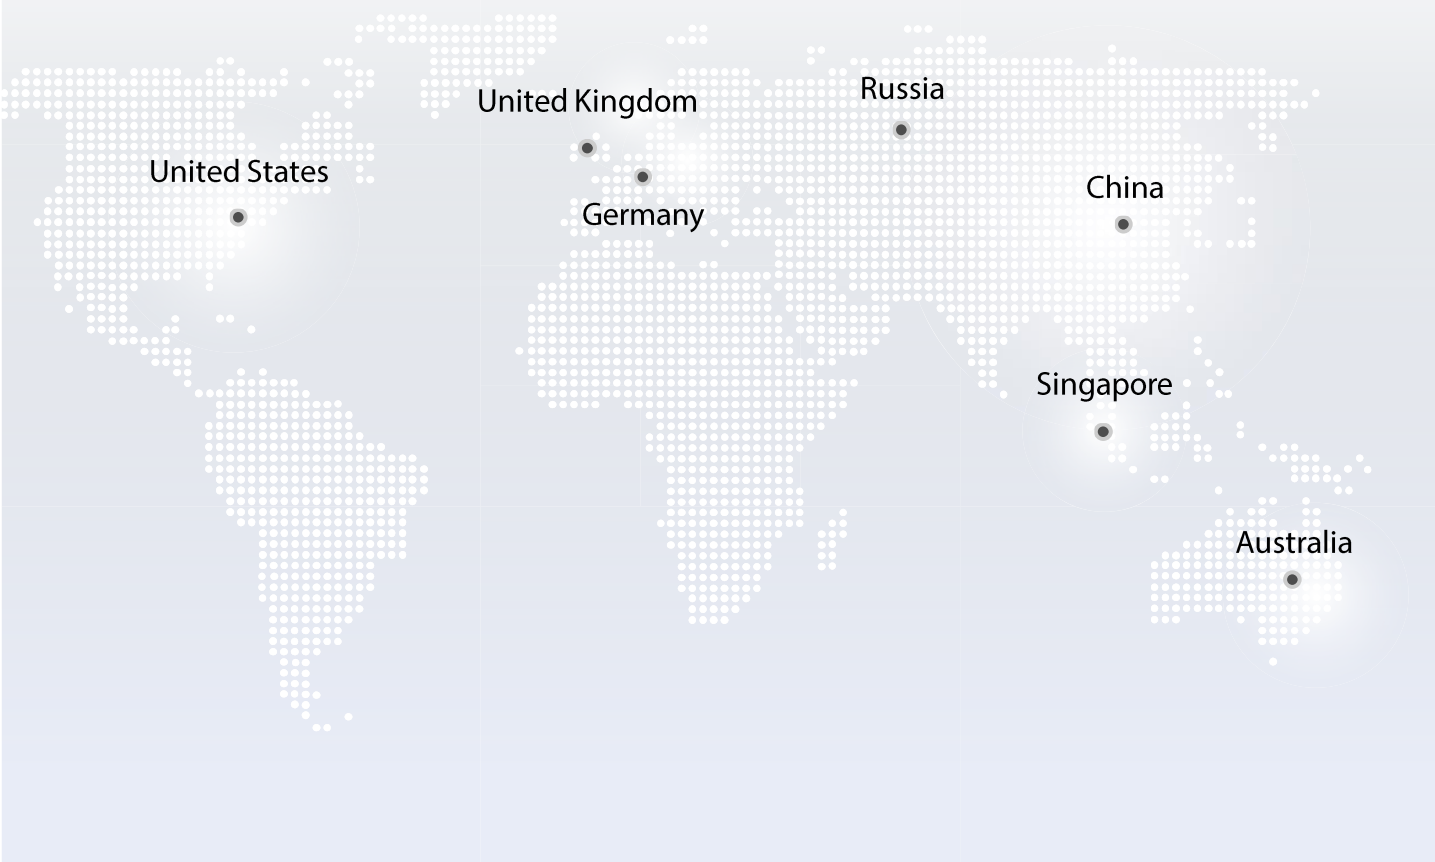 Russia
United Kingdom
United States
China
Germany
Singapore
Australia